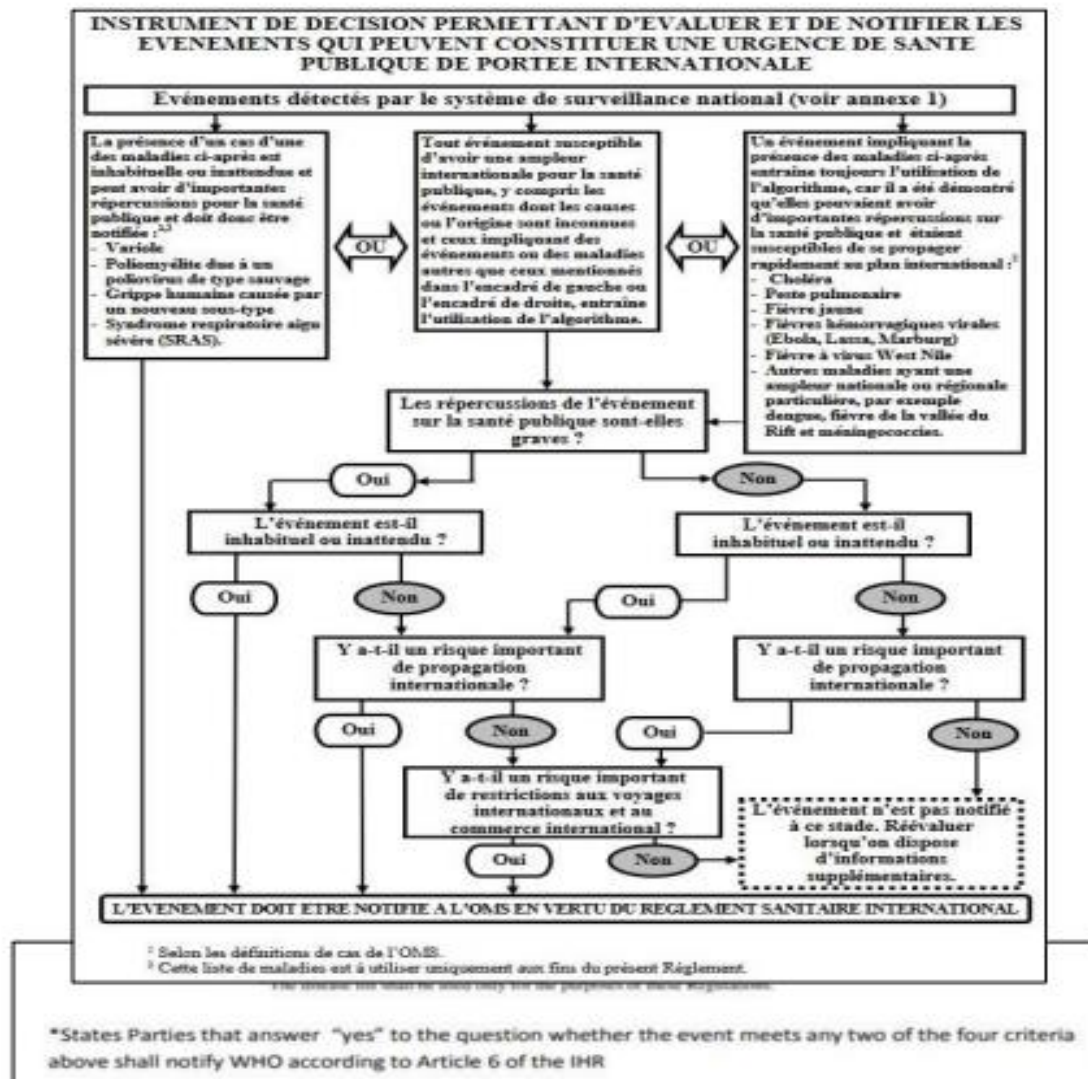 INSTRUMENT DE DECISION PERMETTANT D'EVALUER ET DE NOTIFIER LES
EVENEMENTS QUI PEUVENT CONSTITUER UNE URGENCE DE SANTE
PUBLIQUE DE PORTEE INTERNATIONALE
Evénements détectés par le système de surveillance national (voir annexe 1)
La présence d'un cas d'une
des maladies ci-après est
inhabituelle ou inattendue et
peut avoir d'importantes
répercussions pour la santé
publique et doit donc être
notifiée :
- Variole
- Poliomyélite due à un
poliovirus de type sauvage
- Grippe humaine causée par
un nouveau sous-type
- Syndrome respiratoire aigu
sévère (SRAS).
OU
Tout événement susceptible
d'avoir une ampleur
internationale pour la santé
publique, y compris les
événements dont les causes
ou l'origine sont inconnues
et ceux impliquant des
événements ou des maladies
autres que ceux mentionnés
dans l'encadré de gauche ou
l'encadré de droite, entraîne
l'utilisation de l'algorithme.
OU
Un événement impliquant la
présence des maladies ci-après
entraîne toujours l'utilisation de
l'algorithme, car il a été démontré
qu'elles pouvaient avoir
d'importantes répercussions sur
la santé publique et étaient
susceptibles de se propager
rapidement au plan international :²
- Choléra
- Peste pulmonaire
- Fièvre jaune
- Fièvres hémorragiques virales
(Ebola, Lassa, Marburg)
- Fièvre à virus West Nile
- Autres maladies ayant une
ampleur nationale ou régionale
particulière, par exemple
dengue, fièvre de la vallée du
Rift et méningococcies.
Les répercussions de l'événement
sur la santé publique sont-elles
graves ?
Oui
Non
L'événement est-il
inhabituel ou inattendu ?
L'événement est-il
inhabituel ou inattendu ?
Oui
Non
Oui
Non
Y a-t-il un risque important
de propagation
internationale ?
Y a-t-il un risque important
de propagation
internationale ?
Oui
Non
Oui
Non
Y a-t-il un risque important
de restrictions aux voyages
internationaux et au
commerce international ?
L'événement n'est pas notifié
à ce stade. Réévaluer
lorsqu'on dispose
d'informations
supplémentaires.
Oui
Non
L'EVENEMENT DOIT ETRE NOTIFIE A L'OMS EN VERTU DU REGLEMENT SANITAIRE INTERNATIONAL
Selon les définitions de cas de l'OMS.
Cette liste de maladies est à utiliser uniquement aux fins du présent Règlement.
The disease list shall be used only for the purposes of these Regulations.
*States Parties that answer "yes" to the question whether the event meets any two of the four criteria
above shall notify WHO according to Article 6 of the IHR